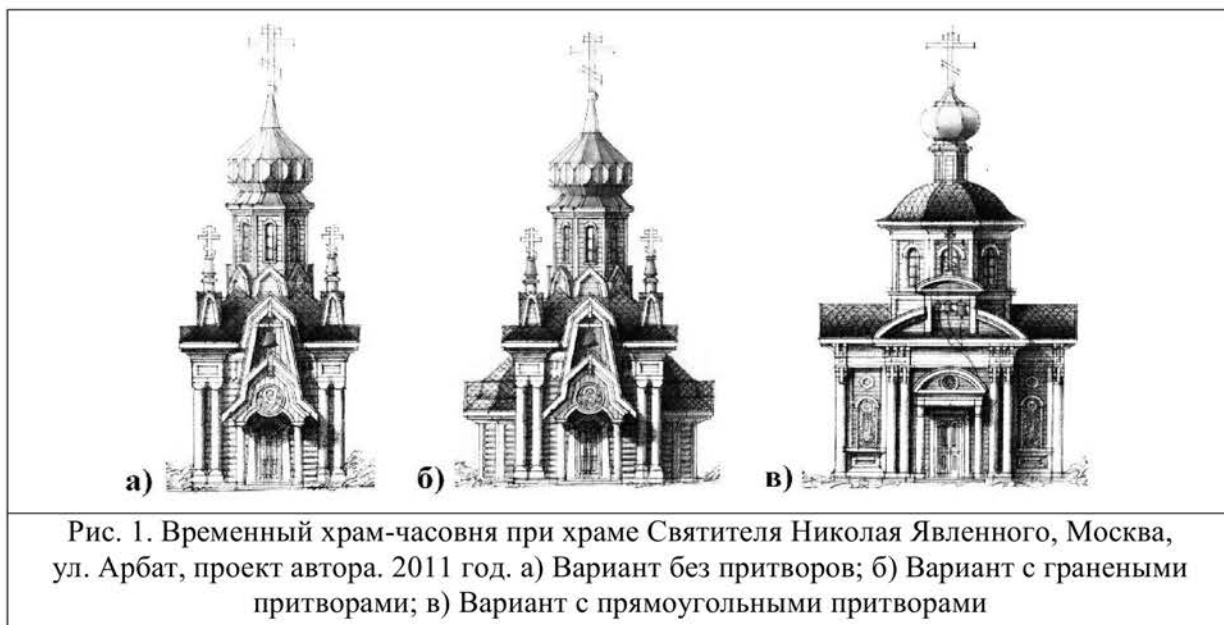 а)
б)
в)
Рис. 1. Временный храм-часовня при храме Святителя Николая Явленного, Москва,
ул. Арбат, проект автора. 2011 год. а) Вариант без притворов; б) Вариант с гранеными
притворами; в) Вариант с прямоугольными притворами